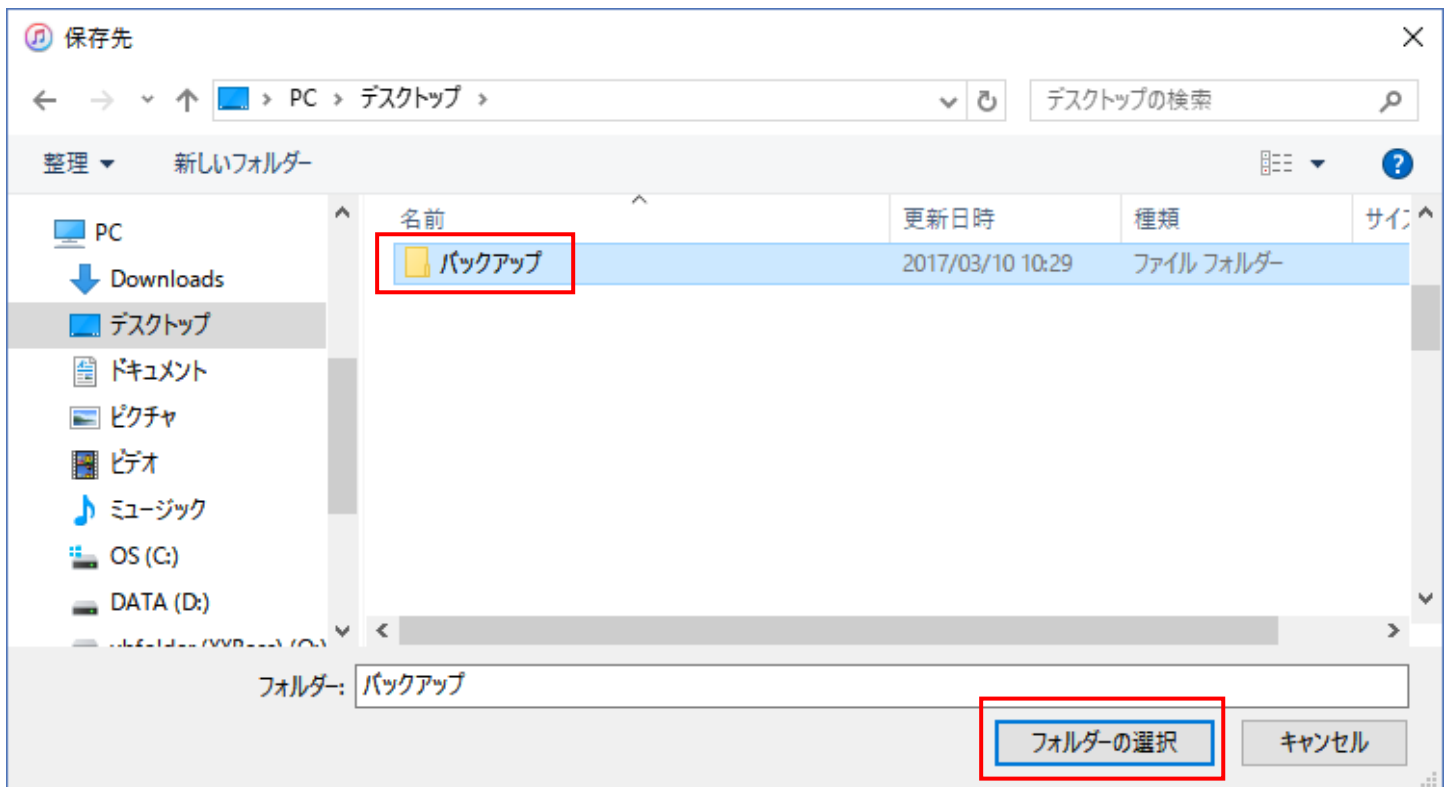 保存先
PC > デスクトップ >
デスクトップの検索
整理
新しいフォルダー
名前 更新日時 種類
PC
バックアップ 2017/03/10 10:29 ファイル フォルダー
Downloads
デスクトップ
ドキュメント
ピクチャ
ビデオ
ミュージック
OS (C:)
DATA (D:)
フォルダー: バックアップ
フォルダーの選択 キャンセル